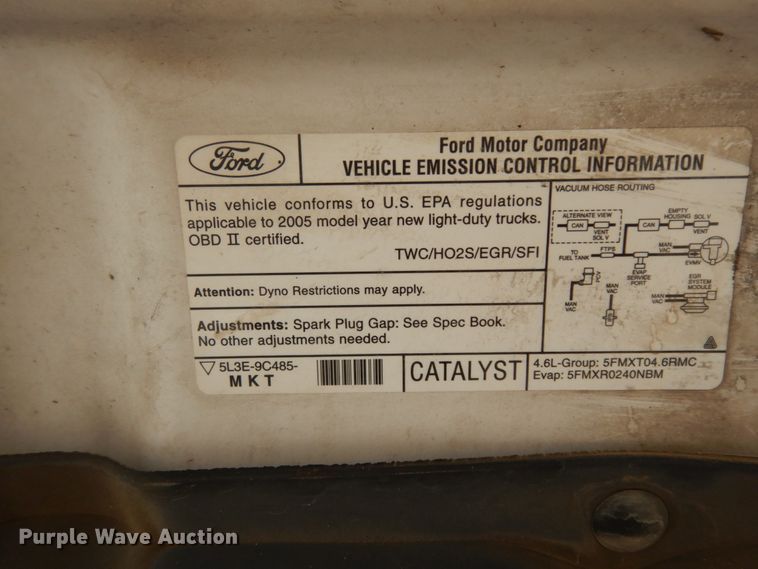 Ford
Ford Motor Company
VEHICLE EMISSION CONTROL INFORMATION
This vehicle conforms to U.S. EPA regulations
applicable to 2005 model year new light-duty trucks.
OBD II certified.
TWC/HO2S/EGR/SFI
Attention: Dyno Restrictions may apply.
Adjustments: Spark Plug Gap: See Spec Book.
No other adjustments needed.
5L3E-9C485-
MKT
CATALYST
4.6L-Group: 5FMXT04.6RMC
Evap: 5FMXR0240NBM
VACUUM HOSE ROUTING
ALTERNATE VIEW
CAN
VENT
SOL V
CAN
EMPTY
HOUSING
SOL V
VENT
TO
FUEL TANK
FTPS
MAN
VAC
EVMV
EVAP
SERVICE
PORT
PCV
MAN
VAC
MAN
VAC
MAN
VAC
EGR
SYSTEM
MODULE
Purple Wave Auction